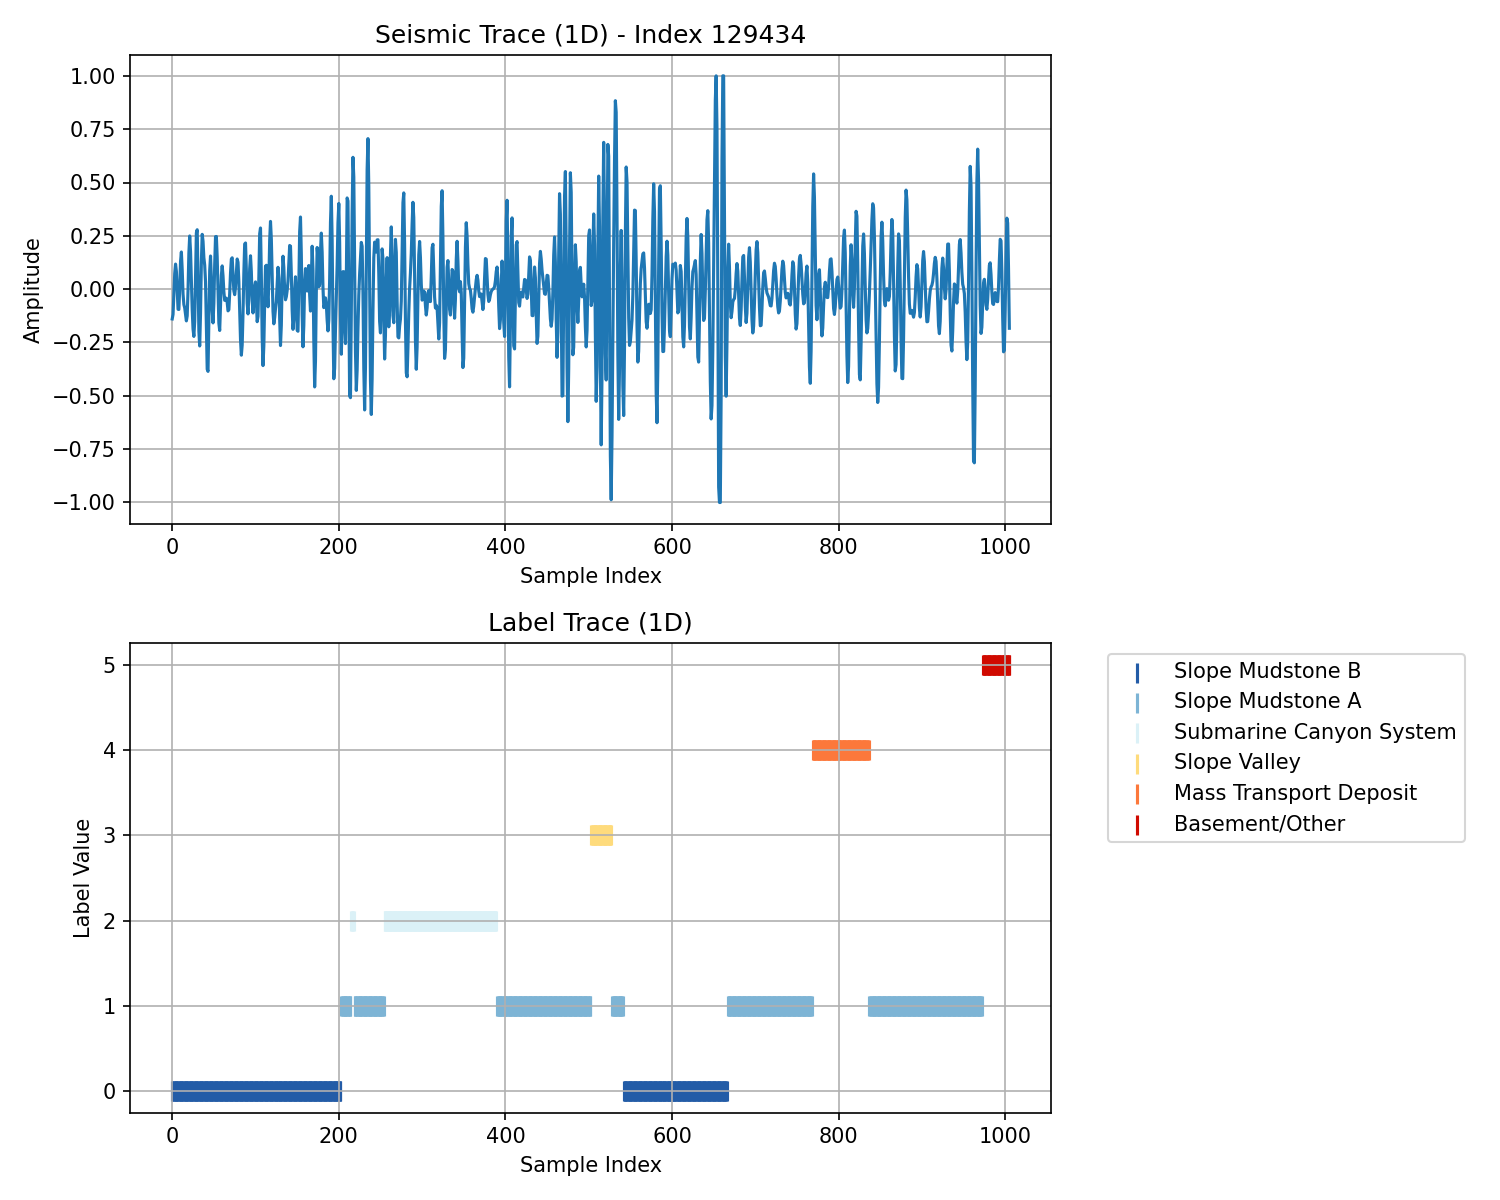 Seismic Trace (1D) - Index 129434
1.00
0.75
0.50
0.25
0.00
−0.25
−0.50
−0.75
−1.00
Amplitude
0 200 400 600 800 1000
Sample Index
Label Trace (1D)
5
4
3
2
1
0
Label Value
0 200 400 600 800 1000
Sample Index
Slope Mudstone B
Slope Mudstone A
Submarine Canyon System
Slope Valley
Mass Transport Deposit
Basement/Other